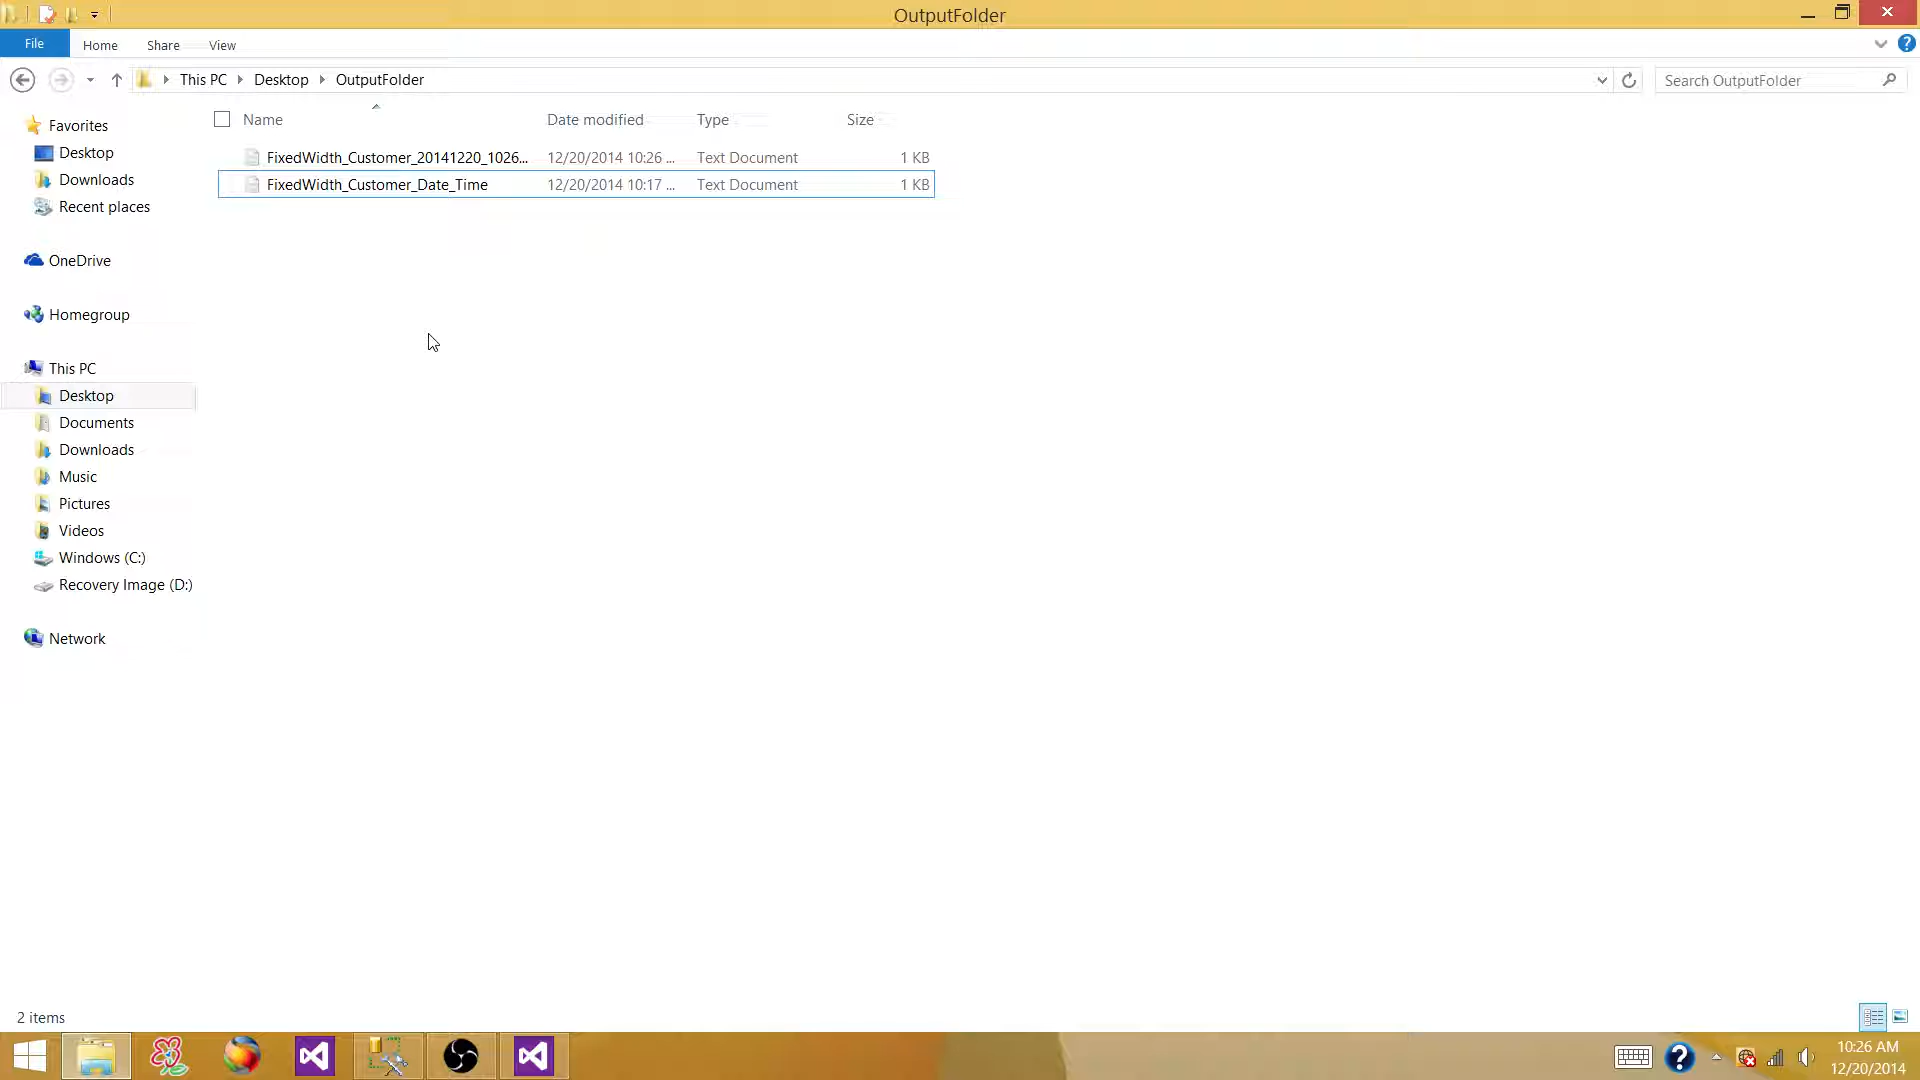 OutputFolder
File Home Share View
This PC Desktop OutputFolder Search OutputFolder
Name Date modified Type Size
FixedWidth_Customer_20141220_1026... 12/20/2014 10:26 ... Text Document 1 KB
FixedWidth_Customer_Date_Time 12/20/2014 10:17 ... Text Document 1 KB
Favorites
Desktop
Downloads
Recent places
OneDrive
Homegroup
This PC
Desktop
Documents
Downloads
Music
Pictures
Videos
Windows (C:)
Recovery Image (D:)
Network
2 items
10:26 AM
12/20/2014